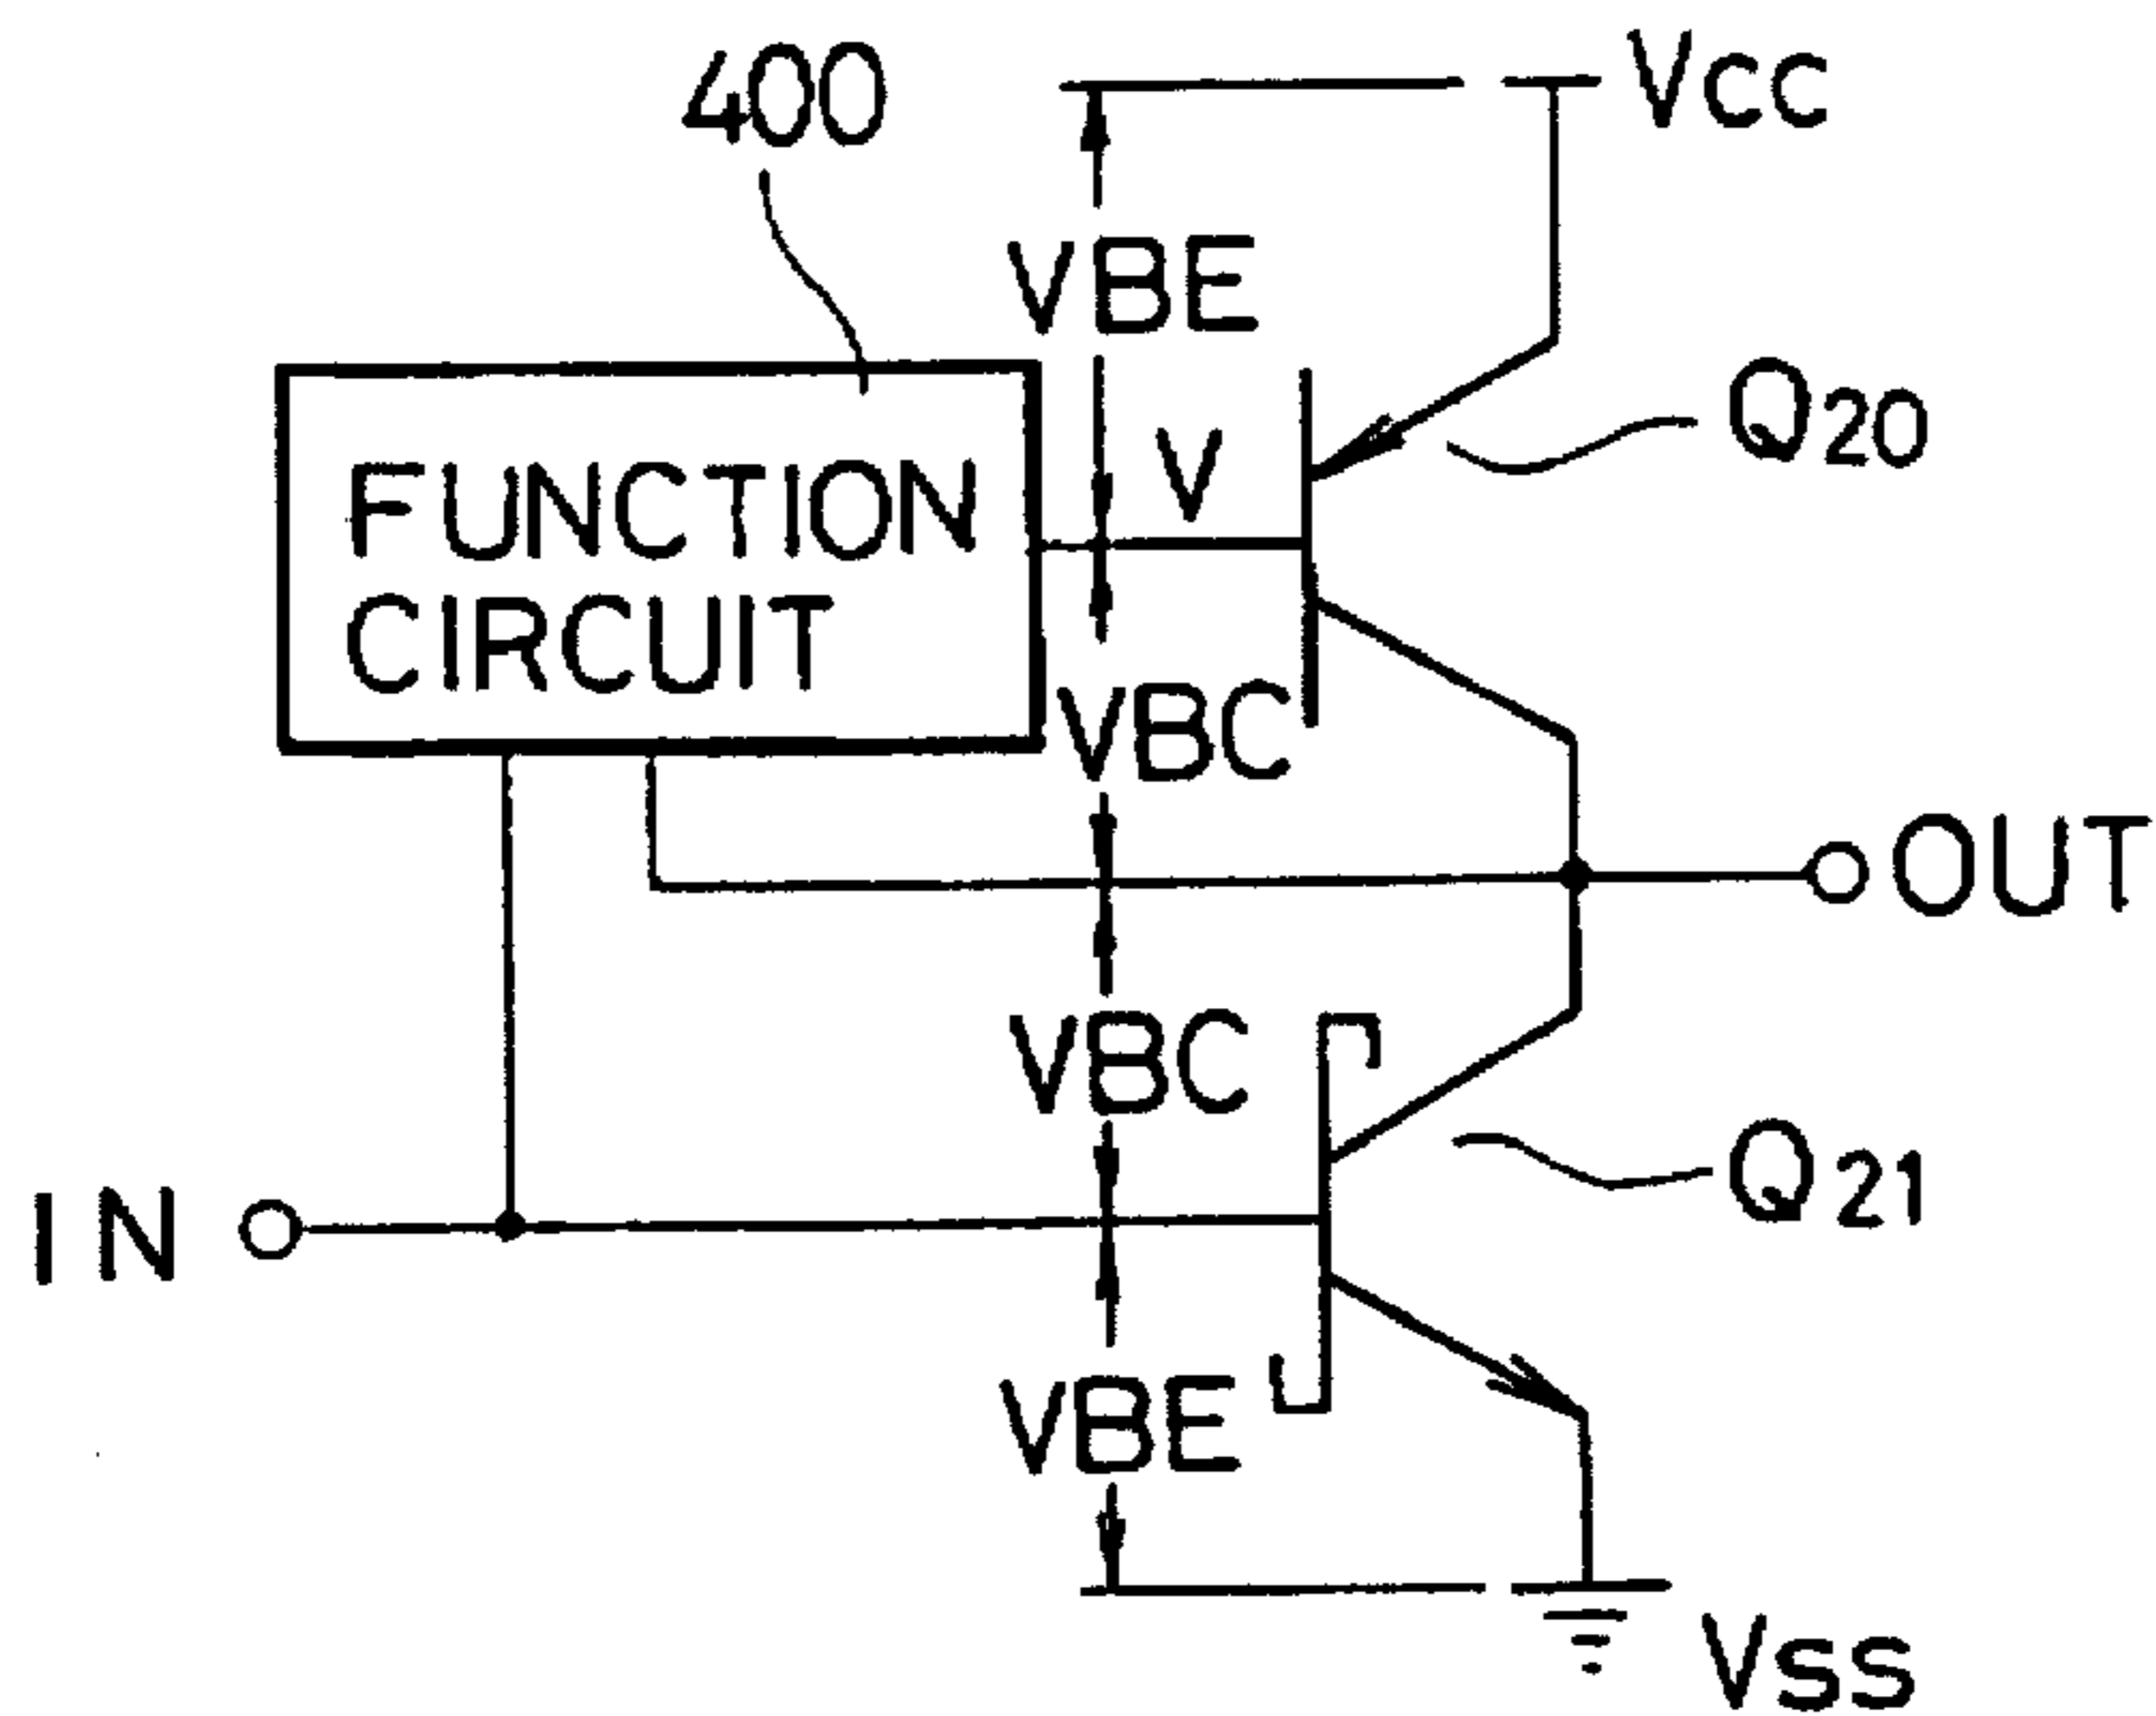 400
VCC
VBE
Q20
V
FUNCTION
CIRCUIT
VBC
OUT
VBC
Q21
IN
VBE
VSS